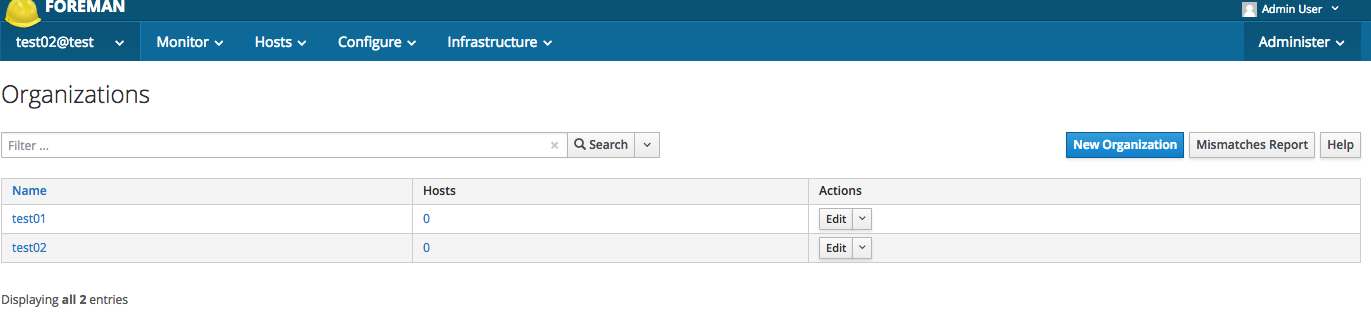 FOREMAN
Admin User
test02@test Monitor Hosts Configure Infrastructure Administer
Organizations
Filter ... × Search New Organization Mismatches Report Help
Name Hosts Actions
test01 0 Edit
test02 0 Edit
Displaying all 2 entries